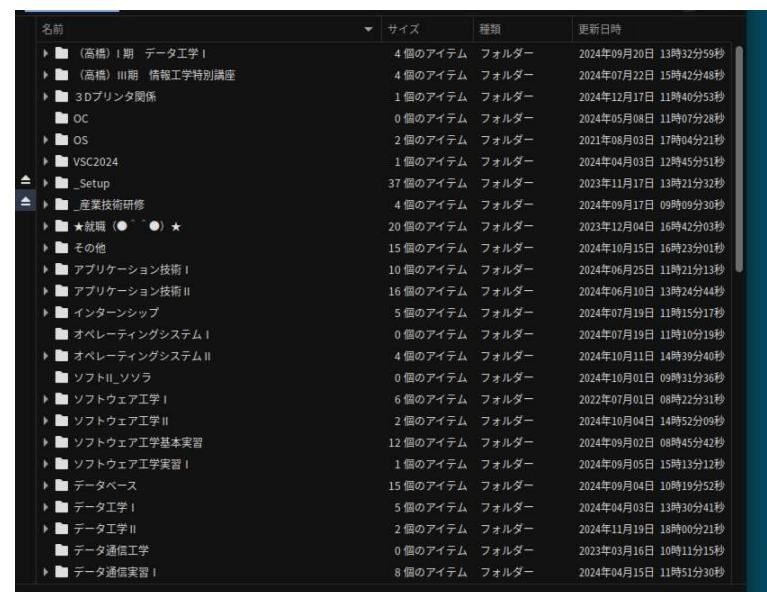 名前 サイズ 種類 更新日時
（高橋）Ⅰ期　データ工学Ⅰ 4 個のアイテム フォルダー 2024年09月20日 13時32分59秒
（高橋）III期　情報工学特別講座 4 個のアイテム フォルダー 2024年07月22日 15時42分48秒
３Dプリンタ関係 1 個のアイテム フォルダー 2024年12月17日 11時40分53秒
OC 0 個のアイテム フォルダー 2024年05月08日 11時07分28秒
OS 2 個のアイテム フォルダー 2021年08月03日 17時04分21秒
VSC2024 1 個のアイテム フォルダー 2024年04月03日 12時45分51秒
_Setup 37 個のアイテム フォルダー 2023年11月17日 13時21分32秒
_産業技術研修 4 個のアイテム フォルダー 2024年09月17日 09時09分30秒
★就職（●＾＾●）★ 20 個のアイテム フォルダー 2023年12月04日 16時42分03秒
その他 15 個のアイテム フォルダー 2024年10月15日 16時23分01秒
アプリケーション技術Ⅰ 10 個のアイテム フォルダー 2024年06月25日 11時21分13秒
アプリケーション技術Ⅱ 16 個のアイテム フォルダー 2024年06月10日 13時24分44秒
インターンシップ 5 個のアイテム フォルダー 2024年07月19日 11時15分17秒
オペレーティングシステムⅠ 0 個のアイテム フォルダー 2024年07月19日 11時10分19秒
オペレーティングシステムⅡ 4 個のアイテム フォルダー 2024年10月11日 14時39分40秒
ソフトII_ソソラ 0 個のアイテム フォルダー 2024年10月01日 09時31分36秒
ソフトウェア工学Ⅰ 6 個のアイテム フォルダー 2022年07月01日 08時22分31秒
ソフトウェア工学Ⅱ 2 個のアイテム フォルダー 2024年10月04日 14時52分09秒
ソフトウェア工学基本実習 12 個のアイテム フォルダー 2024年09月02日 08時45分42秒
ソフトウェア工学実習Ⅰ 1 個のアイテム フォルダー 2024年09月05日 15時13分12秒
データベース 15 個のアイテム フォルダー 2024年09月04日 10時19分52秒
データ工学Ⅰ 5 個のアイテム フォルダー 2024年04月03日 13時30分41秒
データ工学Ⅱ 2 個のアイテム フォルダー 2024年11月19日 18時00分21秒
データ通信工学 0 個のアイテム フォルダー 2023年03月16日 10時11分15秒
データ通信実習Ⅰ 8 個のアイテム フォルダー 2024年04月15日 11時51分30秒